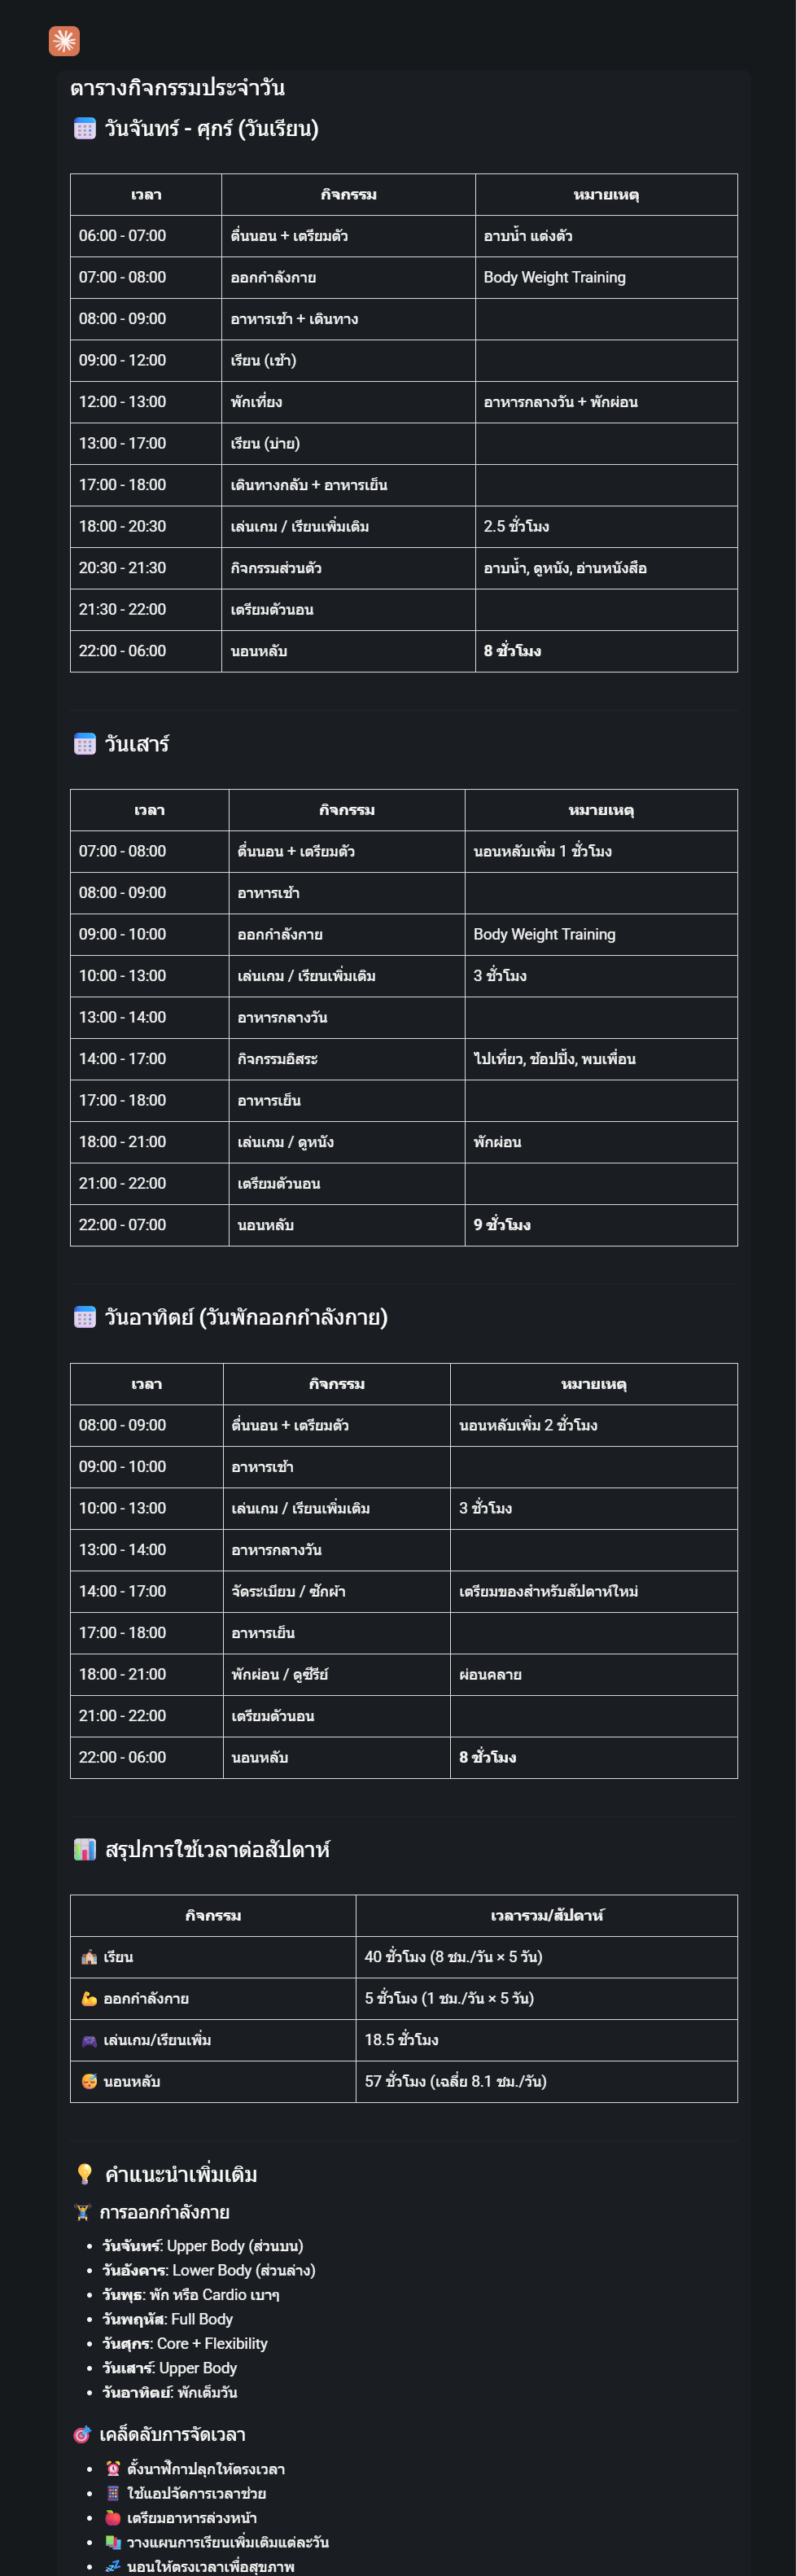 ตารางกิจกรรมประจำวัน
วันจันทร์ - ศุกร์ (วันเรียน)
เวลา กิจกรรม หมายเหตุ
06:00 - 07:00 ตื่นนอน + เตรียมตัว อาบน้ำ แต่งตัว
07:00 - 08:00 ออกกำลังกาย Body Weight Training
08:00 - 09:00 อาหารเช้า + เดินทาง
09:00 - 12:00 เรียน (เช้า)
12:00 - 13:00 พักเที่ยง อาหารกลางวัน + พักผ่อน
13:00 - 17:00 เรียน (บ่าย)
17:00 - 18:00 เดินทางกลับ + อาหารเย็น
18:00 - 20:30 เล่นเกม / เรียนเพิ่มเติม 2.5 ชั่วโมง
20:30 - 21:30 กิจกรรมส่วนตัว อาบน้ำ, ดูหนัง, อ่านหนังสือ
21:30 - 22:00 เตรียมตัวนอน
22:00 - 06:00 นอนหลับ 8 ชั่วโมง
วันเสาร์
เวลา กิจกรรม หมายเหตุ
07:00 - 08:00 ตื่นนอน + เตรียมตัว นอนหลับเพิ่ม 1 ชั่วโมง
08:00 - 09:00 อาหารเช้า
09:00 - 10:00 ออกกำลังกาย Body Weight Training
10:00 - 13:00 เล่นเกม / เรียนเพิ่มเติม 3 ชั่วโมง
13:00 - 14:00 อาหารกลางวัน
14:00 - 17:00 กิจกรรมอิสระ ไปเที่ยว, ช้อปปิ้ง, พบเพื่อน
17:00 - 18:00 อาหารเย็น
18:00 - 21:00 เล่นเกม / ดูหนัง พักผ่อน
21:00 - 22:00 เตรียมตัวนอน
22:00 - 07:00 นอนหลับ 9 ชั่วโมง
วันอาทิตย์ (วันพักออกกำลังกาย)
เวลา กิจกรรม หมายเหตุ
08:00 - 09:00 ตื่นนอน + เตรียมตัว นอนหลับเพิ่ม 2 ชั่วโมง
09:00 - 10:00 อาหารเช้า
10:00 - 13:00 เล่นเกม / เรียนเพิ่มเติม 3 ชั่วโมง
13:00 - 14:00 อาหารกลางวัน
14:00 - 17:00 จัดระเบียบ / ซักผ้า เตรียมของสำหรับสัปดาห์ใหม่
17:00 - 18:00 อาหารเย็น
18:00 - 21:00 พักผ่อน / ดูซีรีย์ ผ่อนคลาย
21:00 - 22:00 เตรียมตัวนอน
22:00 - 06:00 นอนหลับ 8 ชั่วโมง
สรุปการใช้เวลาต่อสัปดาห์
กิจกรรม เวลารวม/สัปดาห์
เรียน 40 ชั่วโมง (8 ชม./วัน × 5 วัน)
ออกกำลังกาย 5 ชั่วโมง (1 ชม./วัน × 5 วัน)
เล่นเกม/เรียนเพิ่ม 18.5 ชั่วโมง
นอนหลับ 57 ชั่วโมง (เฉลี่ย 8.1 ชม./วัน)
คำแนะนำเพิ่มเติม
การออกกำลังกาย
วันจันทร์: Upper Body (ส่วนบน)
วันอังคาร: Lower Body (ส่วนล่าง)
วันพุธ: พัก หรือ Cardio เบาๆ
วันพฤหัส: Full Body
วันศุกร์: Core + Flexibility
วันเสาร์: Upper Body
วันอาทิตย์: พักเต็มวัน
เคล็ดลับการจัดเวลา
ตั้งนาฬิกาปลุกให้ตรงเวลา
ใช้แอปจัดการเวลาช่วย
เตรียมอาหารล่วงหน้า
วางแผนการเรียนเพิ่มเติมแต่ละวัน
นอนให้ตรงเวลาเพื่อสุขภาพ